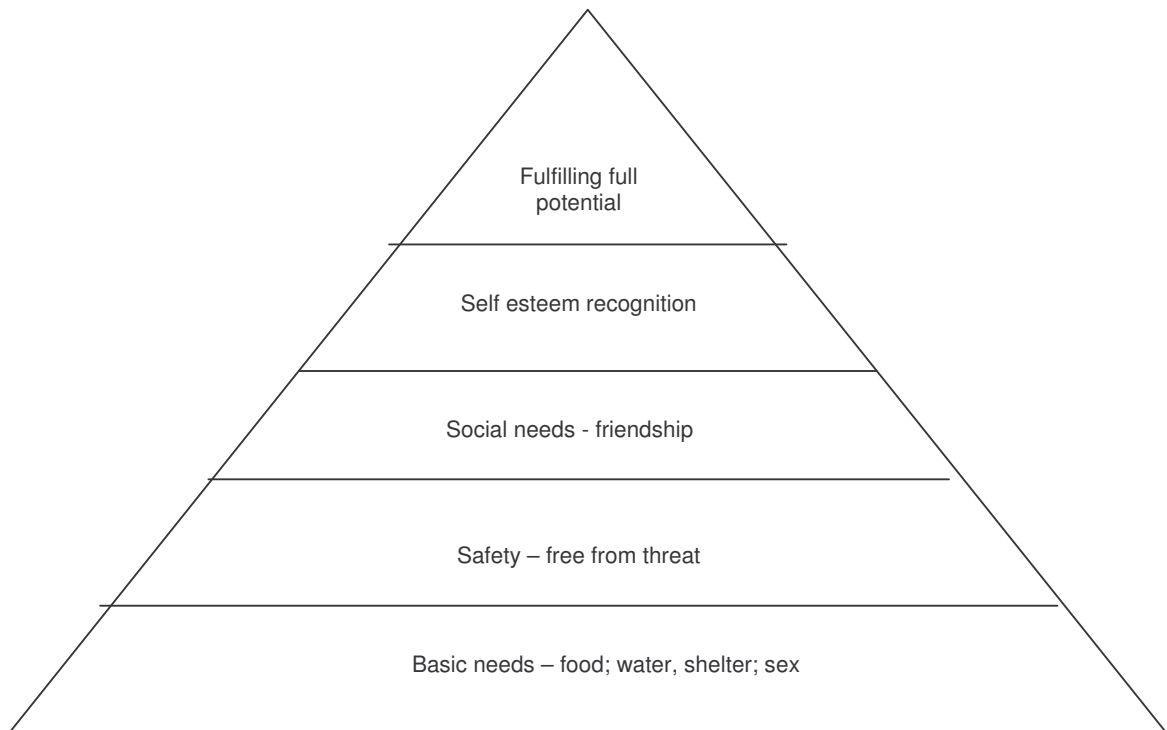 Fulfilling full
potential
Self esteem recognition
Social needs - friendship
Safety – free from threat
Basic needs – food; water, shelter; sex